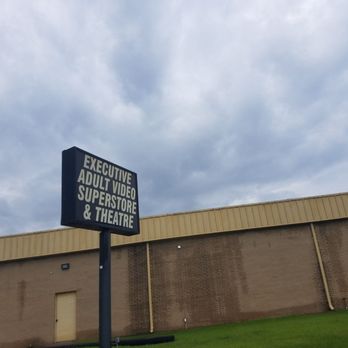 EXECUTIVE
ADULT VIDEO
SUPERSTORE
& THEATRE